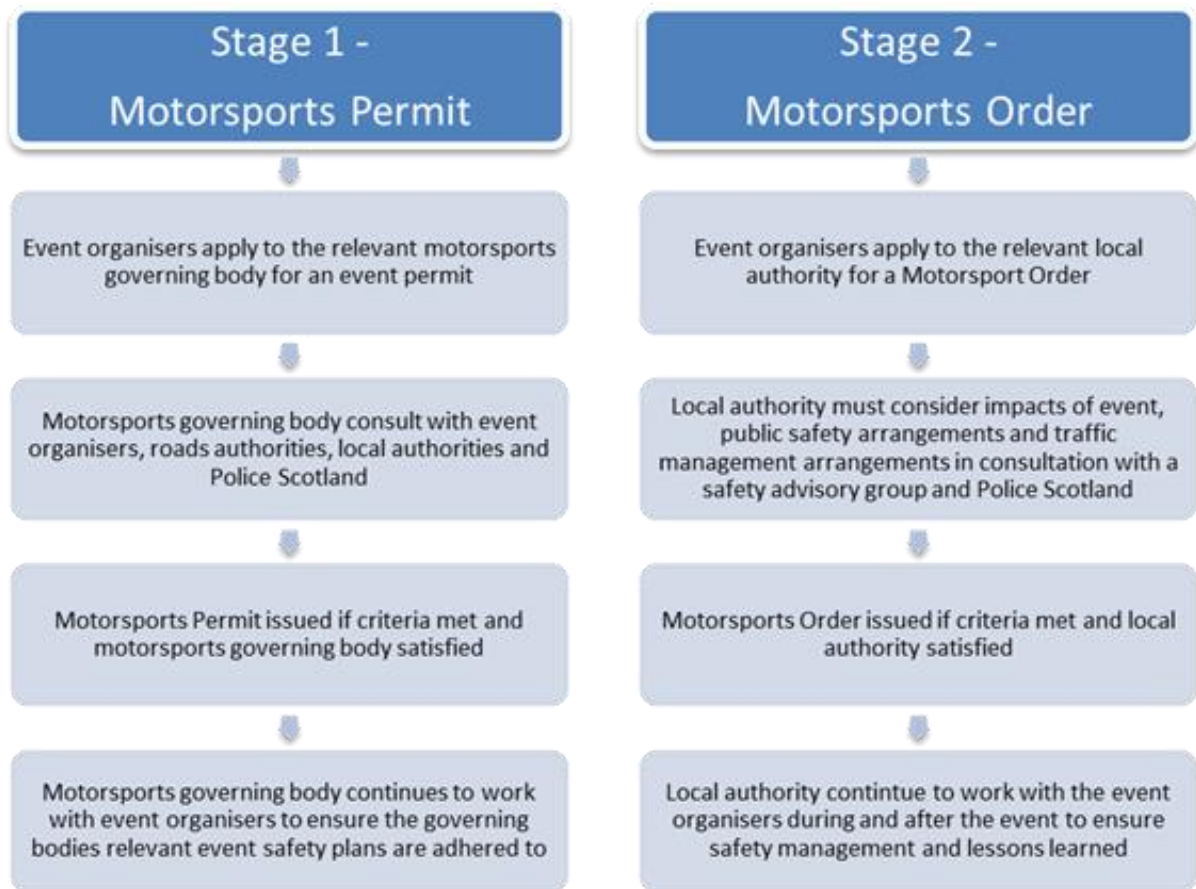 Stage 1 -
Motorsports Permit
Event organisers apply to the relevant motorsports
governing body for an event permit
Motorsports governing body consult with event
organisers, roads authorities, local authorities and
Police Scotland
Motorsports Permit issued if criteria met and
motorsports governing body satisfied
Motorsports governing body continues to work
with event organisers to ensure the governing
bodies relevant event safety plans are adhered to
Stage 2 -
Motorsports Order
Event organisers apply to the relevant local
authority for a Motorsport Order
Local authority must consider impacts of event,
public safety arrangements and traffic
management arrangements in consultation with a
safety advisory group and Police Scotland
Motorsports Order issued if criteria met and local
authority satisfied
Local authority contintue to work with the event
organisers during and after the event to ensure
safety management and lessons learned